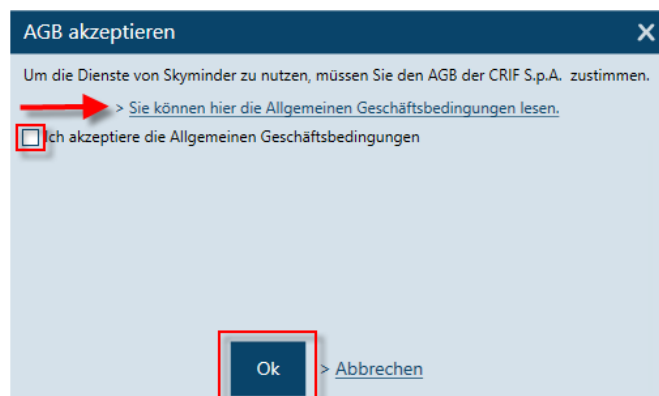 AGB akzeptieren
Um die Dienste von Skyminder zu nutzen, müssen Sie den AGB der CRIF S.p.A. zustimmen.
> Sie können hier die Allgemeinen Geschäftsbedingungen lesen.
Ich akzeptiere die Allgemeinen Geschäftsbedingungen
Ok > Abbrechen